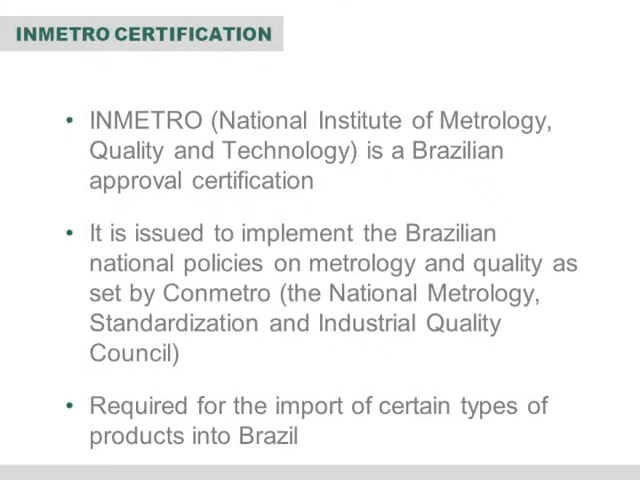 INMETRO CERTIFICATION
• INMETRO (National Institute of Metrology,
Quality and Technology) is a Brazilian
approval certification
• It is issued to implement the Brazilian
national policies on metrology and quality as
set by Conmetro (the National Metrology,
Standardization and Industrial Quality
Council)
• Required for the import of certain types of
products into Brazil